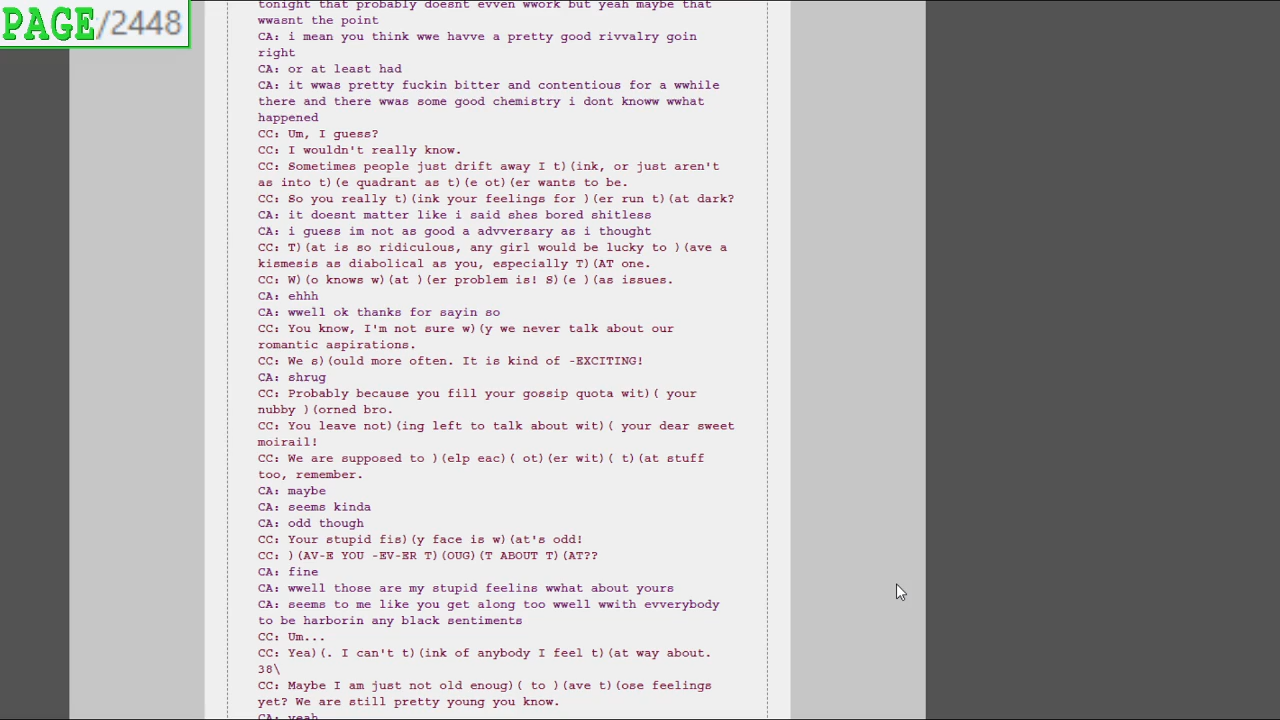 PAGE/2448
tonight that probably doesnt evven wwork but yeah maybe that
wwasnt the point
CA: i mean you think wwe havve a pretty good rivvalry goin
right
CA: or at least had
CA: it wwas pretty fuckin bitter and contentious for a wwhile
there and there wwas some good chemistry i dont knoww wwhat
happened
CC: Um, I guess?
CC: I wouldn't really know.
CC: Sometimes people just drift away I t)(ink, or just aren't
as into t)(e quadrant as t)(e ot)(er wants to be.
CC: So you really t)(ink your feelings for )(er run t)(at dark?
CA: it doesnt matter like i said shes bored shitless
CA: i guess im not as good a advversary as i thought
CC: T)(at is so ridiculous, any girl would be lucky to )(ave a
kismesis as diabolical as you, especially T)(AT one.
CC: W)(o knows w)(at )(er problem is! S)(e )(as issues.
CA: ehhh
CA: wwell ok thanks for sayin so
CC: You know, I'm not sure w)(y we never talk about our
romantic aspirations.
CC: We s)(ould more often. It is kind of -EXCITING!
CA: shrug
CC: Probably because you fill your gossip quota wit)( your
nubby )(orned bro.
CC: You leave not)(ing left to talk about wit)( your dear sweet
moirail!
CC: We are supposed to )(elp eac)( ot)(er wit)( t)(at stuff
too, remember.
CA: maybe
CA: seems kinda
CA: odd though
CC: Your stupid fis)(y face is w)(at's odd!
CC: )(AV-E YOU -EV-ER T)(OUG)(T ABOUT T)(AT??
CA: fine
CA: wwell those are my stupid feelins wwhat about yours
CA: seems to me like you get along too wwell wwith evverybody
to be harborin any black sentiments
CC: Um...
CC: Yea)(. I can't t)(ink of anybody I feel t)(at way about.
38\
CC: Maybe I am just not old enoug)( to )(ave t)(ose feelings
yet? We are still pretty young you know.
CA: yeah